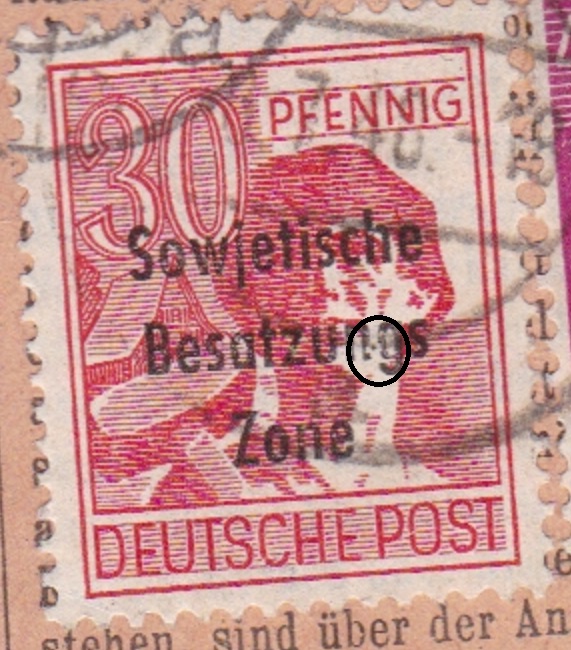 30 PFENNIG
Sowjetische
Besatzungs
Zone
DEUTSCHE POST
stehen, sind über der An